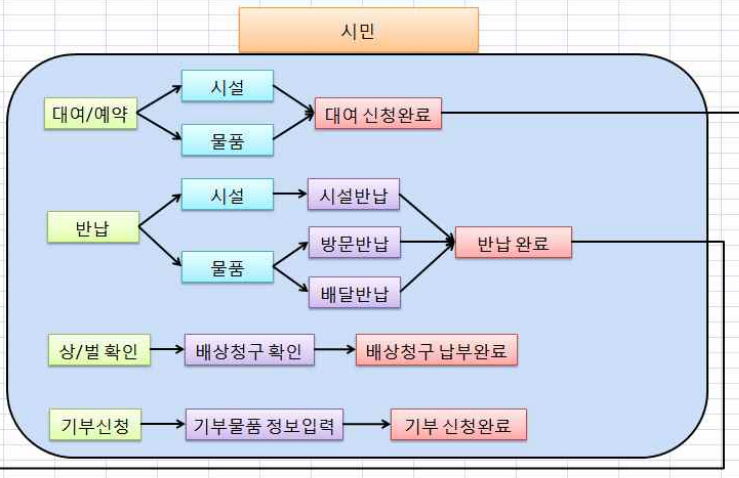 시민
대여/예약
시설
물품
대여 신청완료
반납
시설
물품
시설반납
방문반납
배달반납
반납 완료
상/벌 확인
배상청구 확인
배상청구 납부완료
기부신청
기부물품 정보입력
기부 신청완료